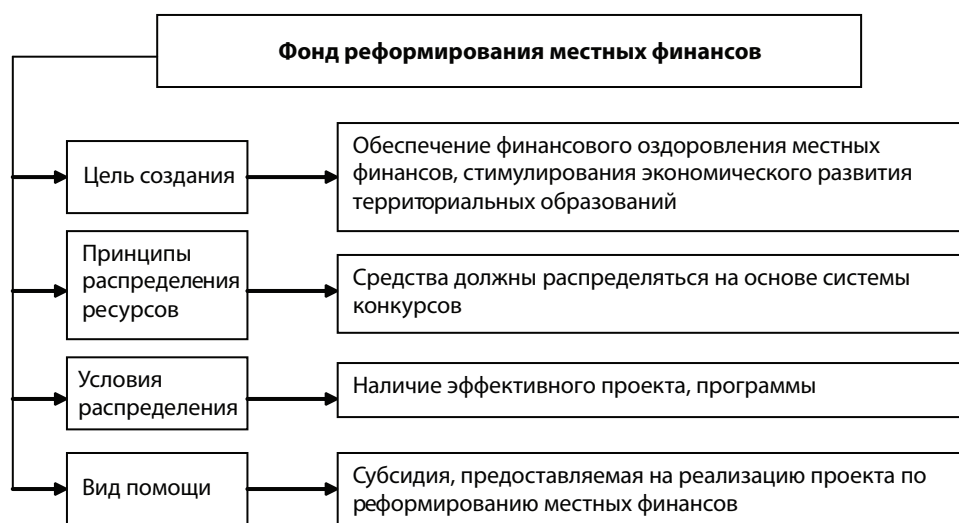 Фонд реформирования местных финансов
Цель создания
Обеспечение финансового оздоровления местных
финансов, стимулирования экономического развития
территориальных образований
Принципы
распределения
ресурсов
Средства должны распределяться на основе системы
конкурсов
Условия
распределения
Наличие эффективного проекта, программы
Вид помощи
Субсидия, предоставляемая на реализацию проекта по
реформированию местных финансов